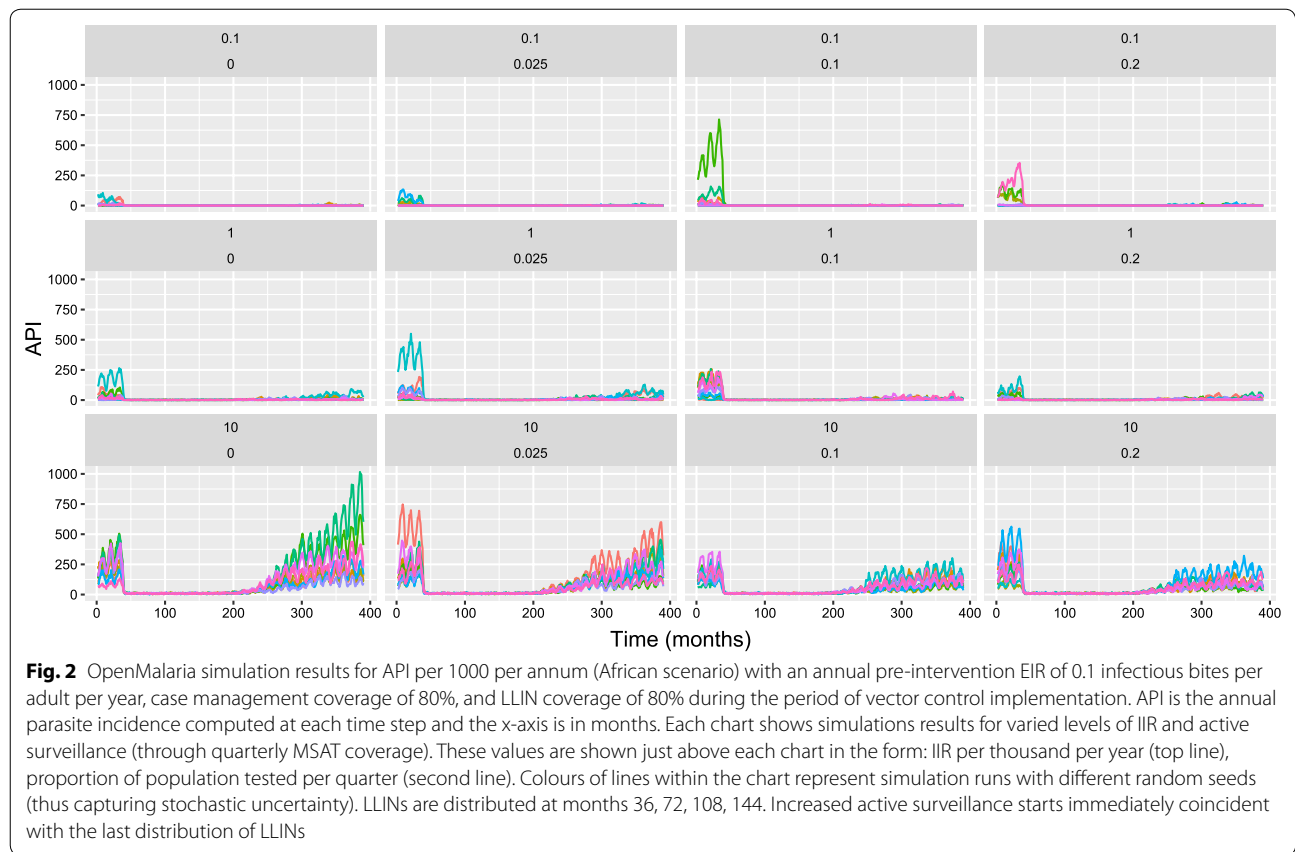 0.1 0.1 0.1 0.1
0 0.025 0.1 0.2
1000
750
500
250
0
1 1 1 1
0 0.025 0.1 0.2
1000
750
500
250
0
API
10 10 10 10
0 0.025 0.1 0.2
1000
750
500
250
0
0 100 200 300 400 0 100 200 300 400 0 100 200 300 400 0 100 200 300 400
Time (months)
Fig. 2 OpenMalaria simulation results for API per 1000 per annum (African scenario) with an annual pre-intervention EIR of 0.1 infectious bites per
adult per year, case management coverage of 80%, and LLIN coverage of 80% during the period of vector control implementation. API is the annual
parasite incidence computed at each time step and the x-axis is in months. Each chart shows simulations results for varied levels of IIR and active
surveillance (through quarterly MSAT coverage). These values are shown just above each chart in the form: IIR per thousand per year (top line),
proportion of population tested per quarter (second line). Colours of lines within the chart represent simulation runs with different random seeds
(thus capturing stochastic uncertainty). LLINs are distributed at months 36, 72, 108, 144. Increased active surveillance starts immediately coincident
with the last distribution of LLINs